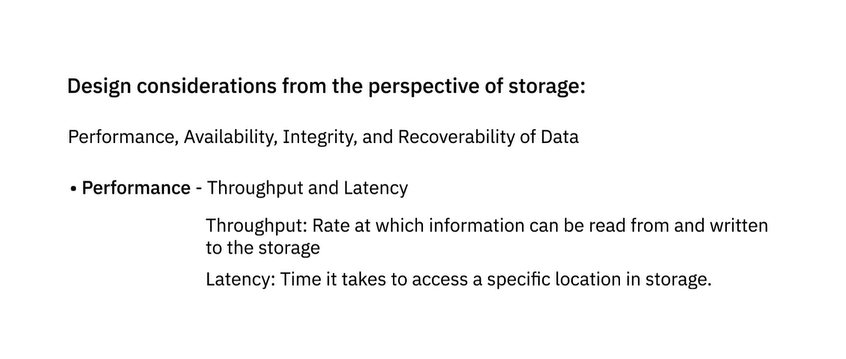 Design considerations from the perspective of storage:
Performance, Availability, Integrity, and Recoverability of Data
• Performance - Throughput and Latency
Throughput: Rate at which information can be read from and written
to the storage
Latency: Time it takes to access a specific location in storage.